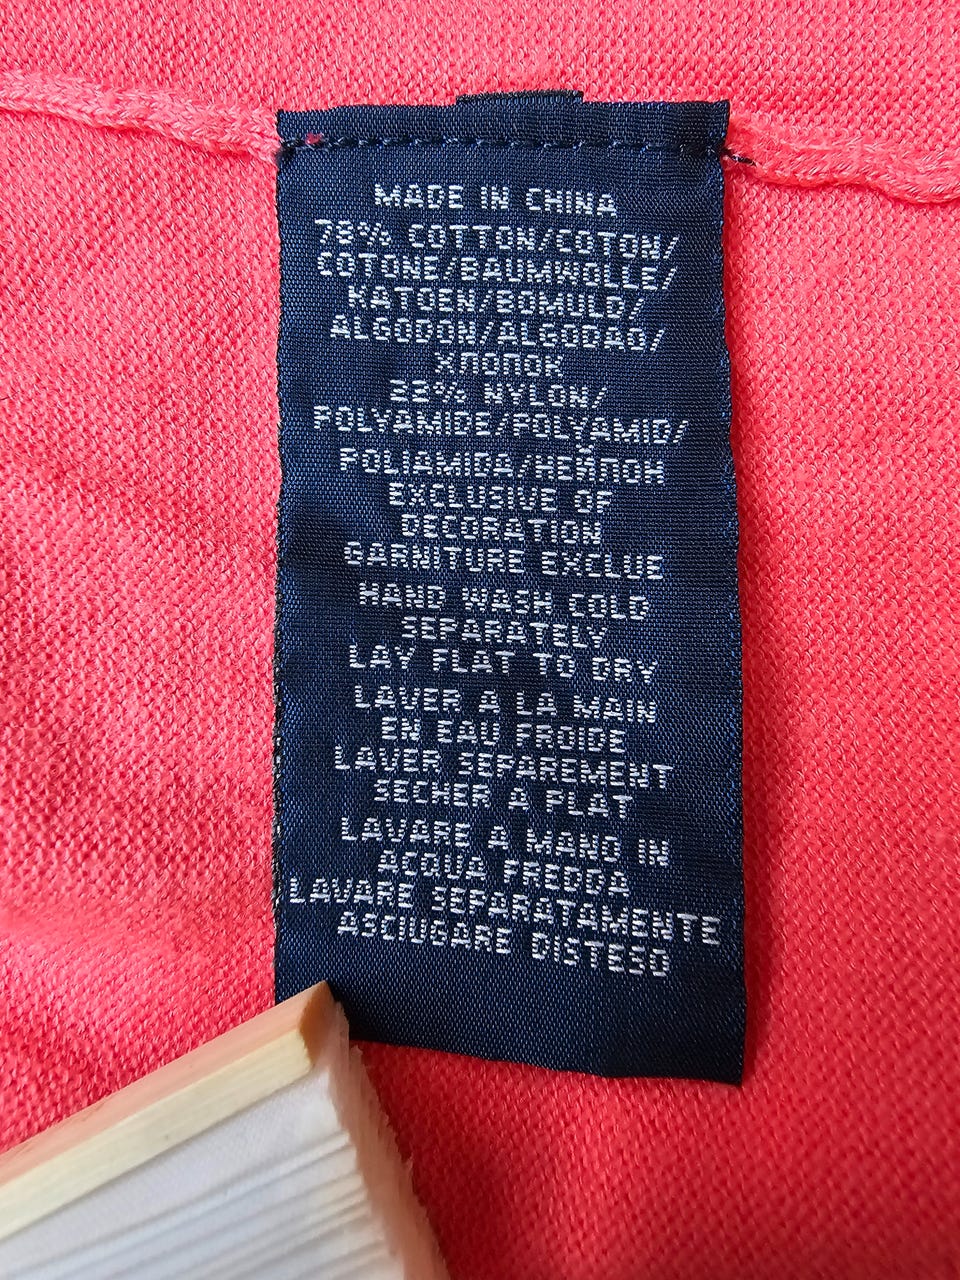 MADE IN CHINA
78% COTTON/COTON/
COTONE/BAUMWOLLE/
KATOEN/BOMULD/
ALGODON/ALGODAO/
ХЛОПОК
22% NYLON/
POLYAMIDE/POLYAMID/
POLIAMIDA/НЕЙЛОН
EXCLUSIVE OF
DECORATION
GARNITURE EXCLUE
HAND WASH COLD
SEPARATELY
LAY FLAT TO DRY
LAVER A LA MAIN
EN EAU FROIDE
LAVER SEPAREMENT
SECHER A PLAT
LAVARE A MANO IN
ACQUA FREDDA
LAVARE SEPARATAMENTE
ASCIUGARE DISTESO